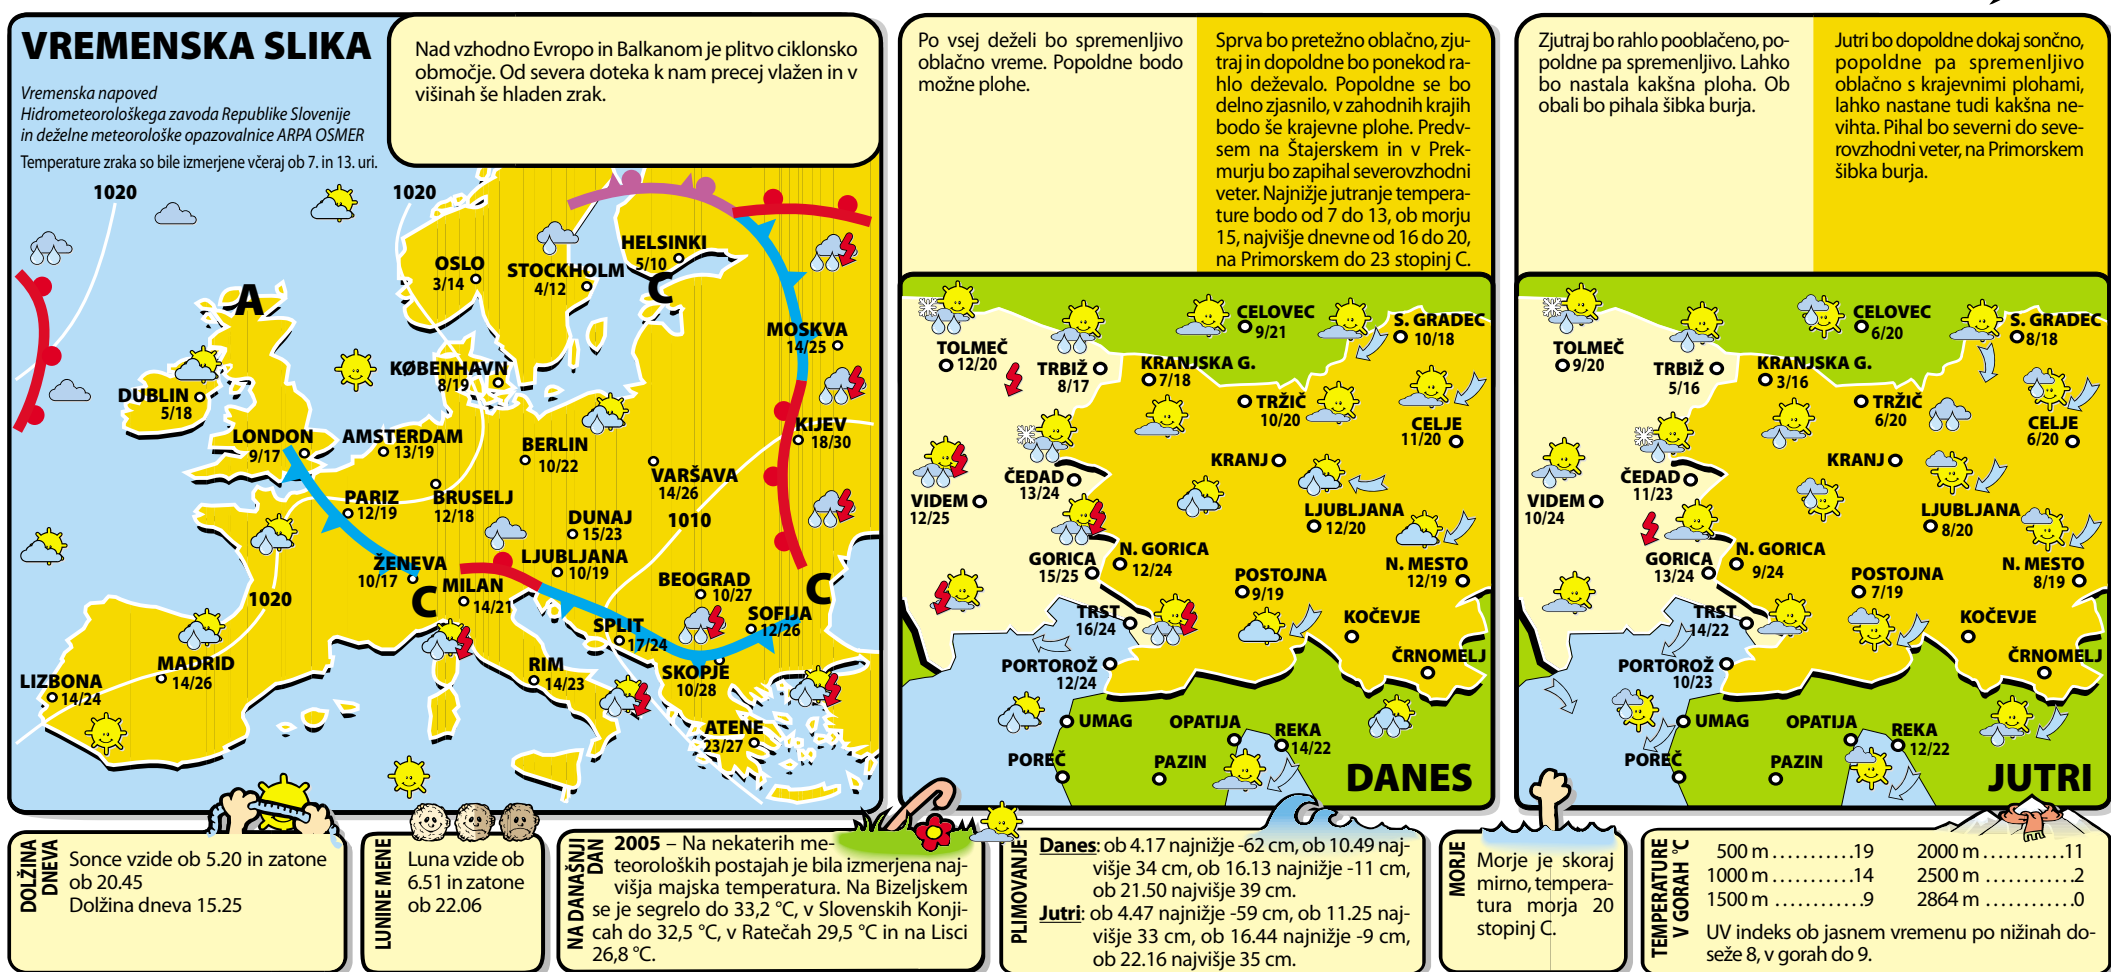 VREMENSKA SLIKA
Vremenska napoved
Hidrometeorološkega zavoda Republike Slovenije
in deželne meteorološke opazovalnice ARPA OSMER
Temperature zraka so bile izmerjene včeraj ob 7. in 13. uri.
Nad vzhodno Evropo in Balkanom je plitvo ciklonsko
območje. Od severa doteka k nam precej vlažen in v
višinah še hladen zrak.
1020
1020
HELSINKI
5/10
OSLO
3/14
STOCKHOLM
4/12
C
A
MOSKVA
14/25
KØBENHAVN
8/19
DUBLIN
5/18
KIJEV
18/30
LONDON
9/17
AMSTERDAM
13/19
BERLIN
10/22
VARŠAVA
14/26
PARIZ
12/19
BRUSELJ
12/18
DUNAJ
15/23
1010
ŽENEVA
10/17
LJUBLJANA
10/19
C
MILAN
14/21
BEOGRAD
10/27
C
1020
SOFIJA
12/26
SPLIT
17/24
MADRID
14/26
RIM
14/23
SKOPJE
10/28
LIZBONA
14/24
ATENE
23/27
Po vsej deželi bo spremenljivo
oblačno vreme. Popoldne bodo
možne plohe.
Sprva bo pretežno oblačno, zju-
traj in dopoldne bo ponekod ra-
hlo deževalo. Popoldne se bo
delno zjasnilo, v zahodnih krajih
bodo še krajevne plohe. Predv-
sem na Štajerskem in v Prek-
murju bo zapihal severovzhodni
veter. Najnižje jutranje tempera-
ture bodo od 7 do 13, ob morju
15, najvišje dnevne od 16 do 20,
na Primorskem do 23 stopinj C.
CELOVEC
9/21
S. GRADEC
10/18
TOLMEČ
12/20
TRBIŽ
8/17
KRANJSKA G.
7/18
TRŽIČ
10/20
CELJE
11/20
KRANJ
ČEDAD
13/24
VIDEM
12/25
LJUBLJANA
12/20
GORICA
15/25
N. GORICA
12/24
N. MESTO
12/19
POSTOJNA
9/19
TRST
16/24
KOČEVJE
PORTOROŽ
12/24
ČRNOMELJ
UMAG
OPATIJA
REKA
14/22
POREČ
PAZIN
DANES
Zjutraj bo rahlo pooblačeno, po-
poldne pa spremenljivo. Lahko
bo nastala kakšna ploha. Ob
obali bo pihala šibka burja.
Jutri bo dopoldne dokaj sončno,
popoldne pa spremenljivo
oblačno s krajevnimi plohami,
lahko nastane tudi kakšna ne-
vihta. Pihal bo severni do seve-
rovzhodni veter, na Primorskem
šibka burja.
CELOVEC
6/20
S. GRADEC
8/18
TOLMEČ
9/20
TRBIŽ
5/16
KRANJSKA G.
3/16
TRŽIČ
6/20
CELJE
6/20
KRANJ
ČEDAD
11/23
VIDEM
10/24
LJUBLJANA
8/20
GORICA
13/24
N. GORICA
9/24
N. MESTO
8/19
POSTOJNA
7/19
TRST
14/22
KOČEVJE
PORTOROŽ
10/23
ČRNOMELJ
UMAG
OPATIJA
REKA
12/22
POREČ
PAZIN
JUTRI
DOLŽINA
DNEVA
Sonce vzide ob 5.20 in zatone
ob 20.45
Dolžina dneva 15.25
LUNINE MENE
Luna vzide ob
6.51 in zatone
ob 22.06
NA DANAŠNJI
DAN
2005 – Na nekaterih me-
teoroloških postajah je bila izmerjena naj-
višja majska temperatura. Na Bizeljskem
se je segrelo do 33,2 °C, v Slovenskih Konji-
cah do 32,5 °C, v Ratečah 29,5 °C in na Lisci
26,8 °C.
PLIMOVANJE
Danes: ob 4.17 najnižje -62 cm, ob 10.49 naj-
višje 34 cm, ob 16.13 najnižje -11 cm,
ob 21.50 najvišje 39 cm.
Jutri: ob 4.47 najnižje -59 cm, ob 11.25 naj-
višje 33 cm, ob 16.44 najnižje -9 cm,
ob 22.16 najvišje 35 cm.
MORJE
Morje je skoraj
mirno, tempera-
tura morja 20
stopinj C.
TEMPERATURE
V GORAH °C
500 m...........19
1000 m...........14
1500 m............9
2000 m...........11
2500 m............2
2864 m............0
UV indeks ob jasnem vremenu po nižinah do-
seže 8, v gorah do 9.